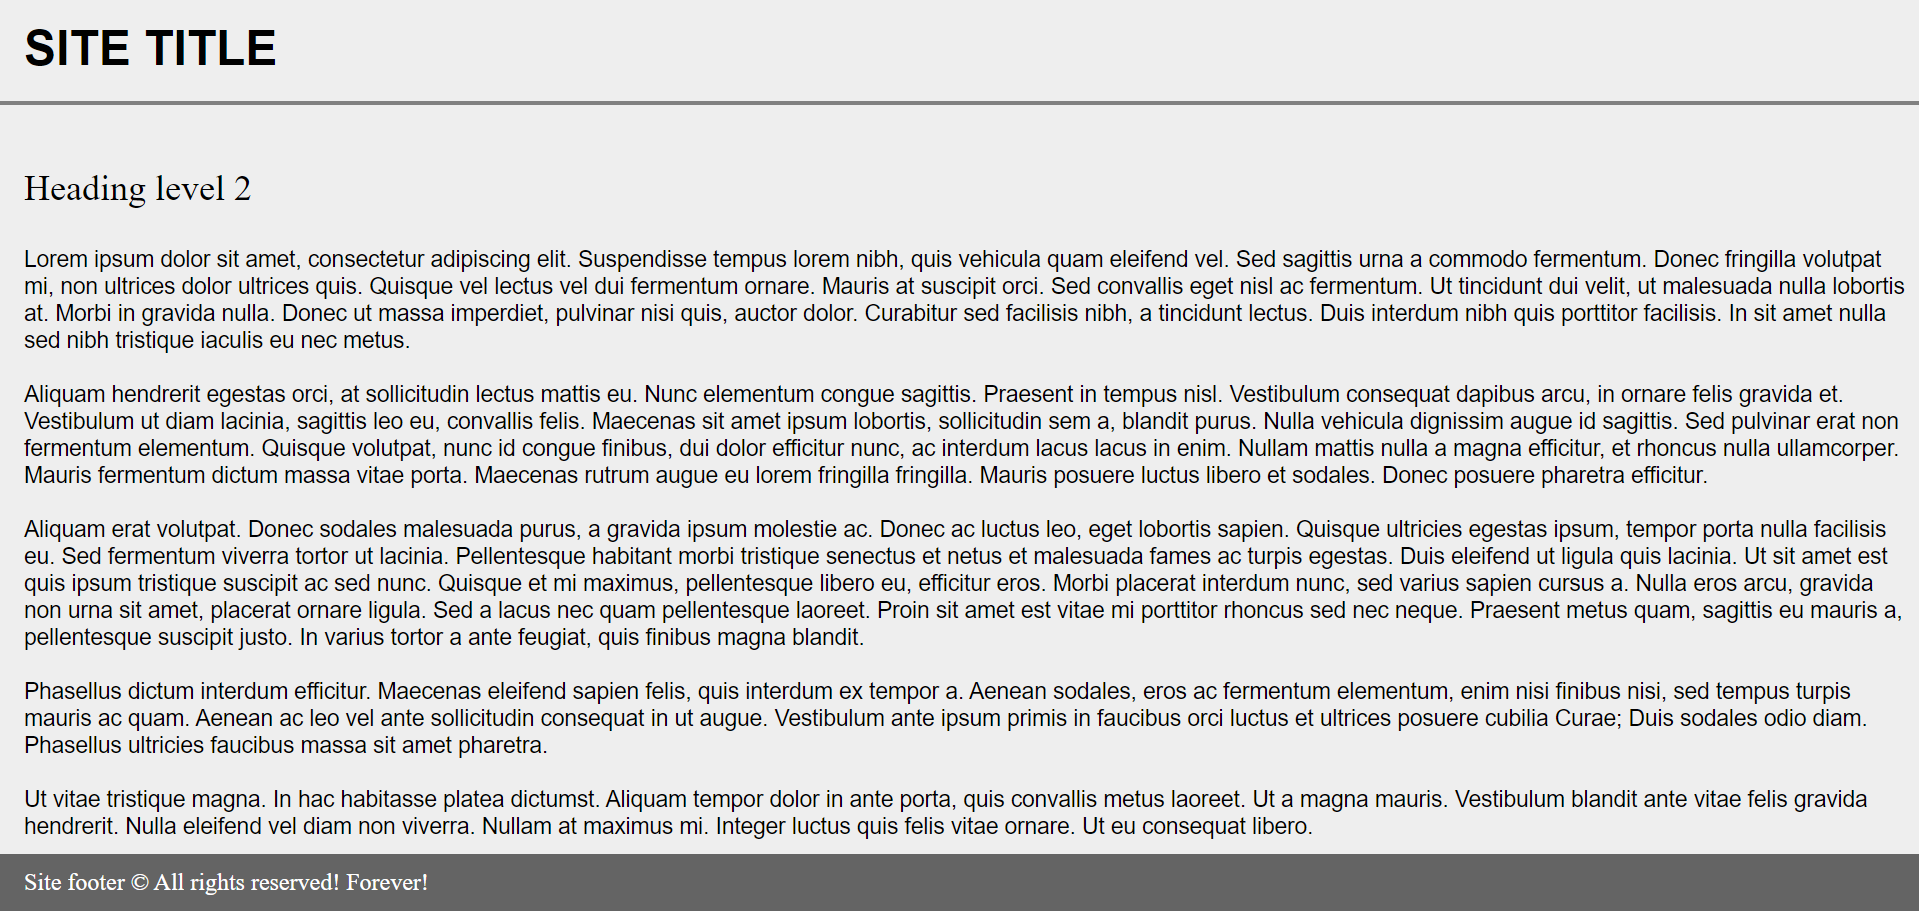 SITE TITLE
Heading level 2
Lorem ipsum dolor sit amet, consectetur adipiscing elit. Suspendisse tempus lorem nibh, quis vehicula quam eleifend vel. Sed sagittis urna a commodo fermentum. Donec fringilla volutpat
mi, non ultrices dolor ultrices quis. Quisque vel lectus vel dui fermentum ornare. Mauris at suscipit orci. Sed convallis eget nisl ac fermentum. Ut tincidunt dui velit, ut malesuada nulla lobortis
at. Morbi in gravida nulla. Donec ut massa imperdiet, pulvinar nisi quis, auctor dolor. Curabitur sed facilisis nibh, a tincidunt lectus. Duis interdum nibh quis porttitor facilisis. In sit amet nulla
sed nibh tristique iaculis eu nec metus.
Aliquam hendrerit egestas orci, at sollicitudin lectus mattis eu. Nunc elementum congue sagittis. Praesent in tempus nisl. Vestibulum consequat dapibus arcu, in ornare felis gravida et.
Vestibulum ut diam lacinia, sagittis leo eu, convallis felis. Maecenas sit amet ipsum lobortis, sollicitudin sem a, blandit purus. Nulla vehicula dignissim augue id sagittis. Sed pulvinar erat non
fermentum elementum. Quisque volutpat, nunc id congue finibus, dui dolor efficitur nunc, ac interdum lacus lacus in enim. Nullam mattis nulla a magna efficitur, et rhoncus nulla ullamcorper.
Mauris fermentum dictum massa vitae porta. Maecenas rutrum augue eu lorem fringilla fringilla. Mauris posuere luctus libero et sodales. Donec posuere pharetra efficitur.
Aliquam erat volutpat. Donec sodales malesuada purus, a gravida ipsum molestie ac. Donec ac luctus leo, eget lobortis sapien. Quisque ultricies egestas ipsum, tempor porta nulla facilisis
eu. Sed fermentum viverra tortor ut lacinia. Pellentesque habitant morbi tristique senectus et netus et malesuada fames ac turpis egestas. Duis eleifend ut ligula quis lacinia. Ut sit amet est
quis ipsum tristique suscipit ac sed nunc. Quisque et mi maximus, pellentesque libero eu, efficitur eros. Morbi placerat interdum nunc, sed varius sapien cursus a. Nulla eros arcu, gravida
non urna sit amet, placerat ornare ligula. Sed a lacus nec quam pellentesque laoreet. Proin sit amet est vitae mi porttitor rhoncus sed nec neque. Praesent metus quam, sagittis eu mauris a,
pellentesque suscipit justo. In varius tortor a ante feugiat, quis finibus magna blandit.
Phasellus dictum interdum efficitur. Maecenas eleifend sapien felis, quis interdum ex tempor a. Aenean sodales, eros ac fermentum elementum, enim nisi finibus nisi, sed tempus turpis
mauris ac quam. Aenean ac leo vel ante sollicitudin consequat in ut augue. Vestibulum ante ipsum primis in faucibus orci luctus et ultrices posuere cubilia Curae; Duis sodales odio diam.
Phasellus ultricies faucibus massa sit amet pharetra.
Ut vitae tristique magna. In hac habitasse platea dictumst. Aliquam tempor dolor in ante porta, quis convallis metus laoreet. Ut a magna mauris. Vestibulum blandit ante vitae felis gravida
hendrerit. Nulla eleifend vel diam non viverra. Nullam at maximus mi. Integer luctus quis felis vitae ornare. Ut eu consequat libero.
Site footer © All rights reserved! Forever!